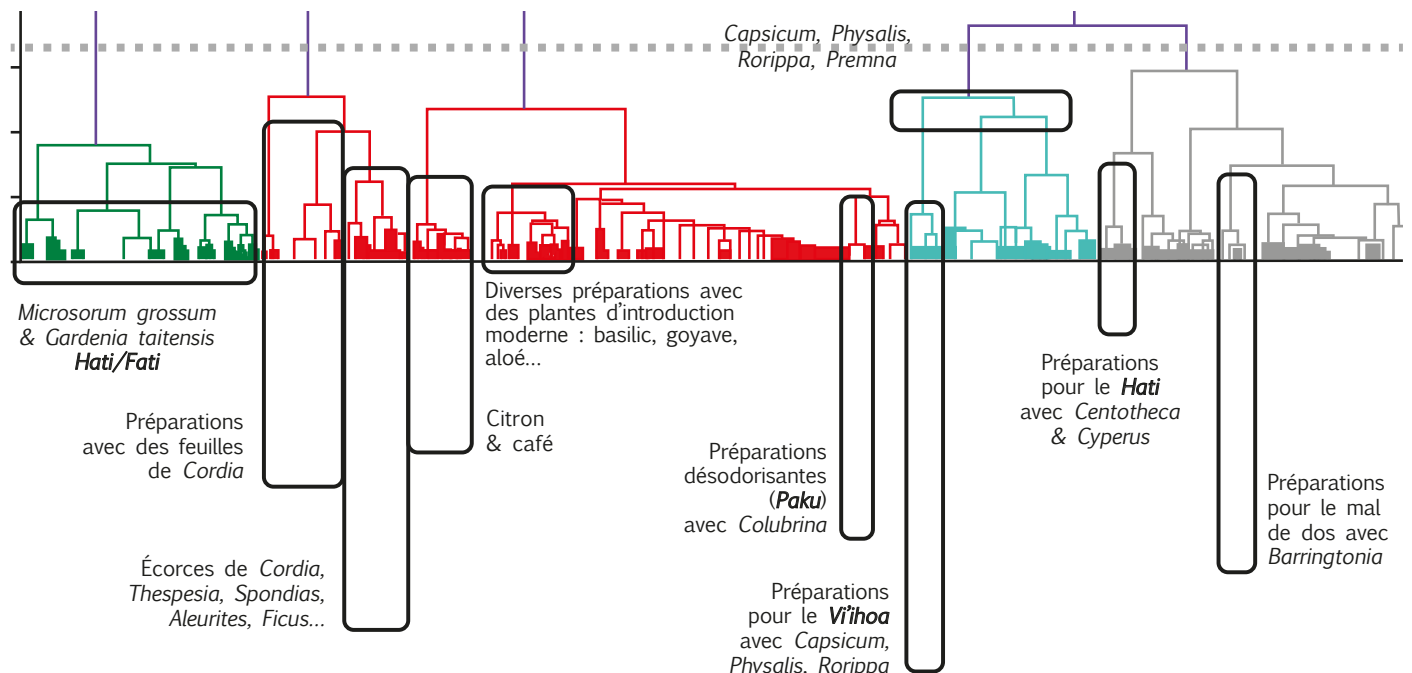 Capsicum, Physalis,
Rorippa, Premna
Microsorum grossum
& Gardenia taitensis
Hati/Fati
Préparations
avec des feuilles
de Cordia
Écorces de Cordia,
Thespesia, Spondias,
Aleurites, Ficus...
Diverses préparations avec
des plantes d'introduction
moderne : basilic, goyave,
aloé...
Citron
& café
Préparations
désodorisantes
(Paku)
avec Colubrina
Préparations
pour le Vi'ihoa
avec Capsicum,
Physalis, Rorippa
Préparations
pour le Hati
avec Centotheca
& Cyperus
Préparations
pour le mal
de dos avec
Barringtonia